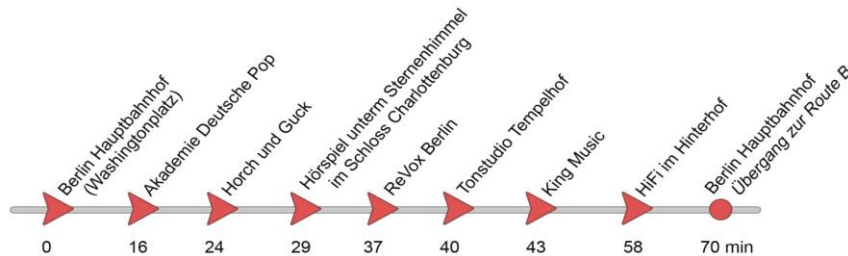 Berlin Hauptbahnhof
(Washingtonplatz)
Akademie Deutsche Pop
Horch und Guck
Hörspiel unterm Sternenhimmel
im Schloss Charlottenburg
ReVox Berlin
Tonstudio Tempelhof
King Music
HiFi im Hinterhof
Berlin Hauptbahnhof
Übergang zur Route B
0
16
24
29
37
40
43
58
70 min